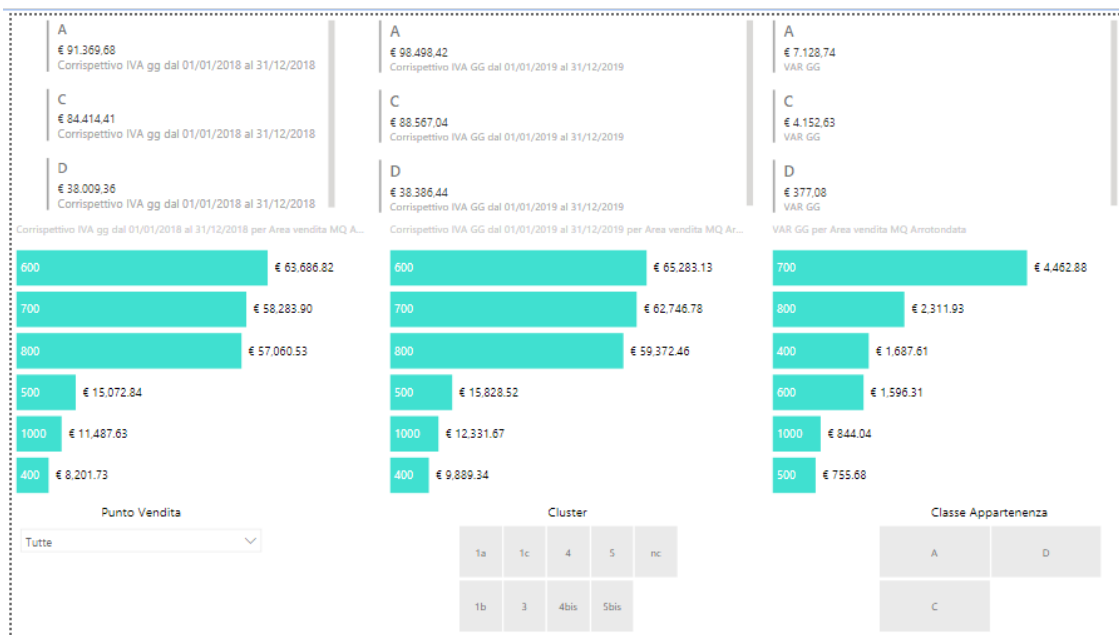 A
€ 91.369,68
Corrispettivo IVA gg dal 01/01/2018 al 31/12/2018
C
€ 84.414,41
Corrispettivo IVA gg dal 01/01/2018 al 31/12/2018
D
€ 38.009,36
Corrispettivo IVA gg dal 01/01/2018 al 31/12/2018
A
€ 98.498,42
Corrispettivo IVA GG dal 01/01/2019 al 31/12/2019
C
€ 88.567,04
Corrispettivo IVA GG dal 01/01/2019 al 31/12/2019
D
€ 38.386,44
Corrispettivo IVA GG dal 01/01/2019 al 31/12/2019
A
€ 7.128,74
VAR GG
C
€ 4.152,63
VAR GG
D
€ 377,08
VAR GG
Corrispettivo IVA gg dal 01/01/2018 al 31/12/2018 per Area vendita MQ A...
600 € 63,686.82
700 € 58,283.90
800 € 57,060.53
500 € 15,072.84
1000 € 11,487.63
400 € 8,201.73
Corrispettivo IVA GG dal 01/01/2019 al 31/12/2019 per Area vendita MQ Ar...
600 € 65,283.13
700 € 62,746.78
800 € 59,372.46
500 € 15,828.52
1000 € 12,331.67
400 € 9,889.34
VAR GG per Area vendita MQ Arrotondata
700 € 4,462.88
800 € 2,311.93
400 € 1,687.61
600 € 1,596.31
1000 € 844.04
500 € 755.68
Punto Vendita
Tutte
Cluster
1a 1c 4 5 nc
1b 3 4bis 5bis
Classe Appartenenza
A D
C